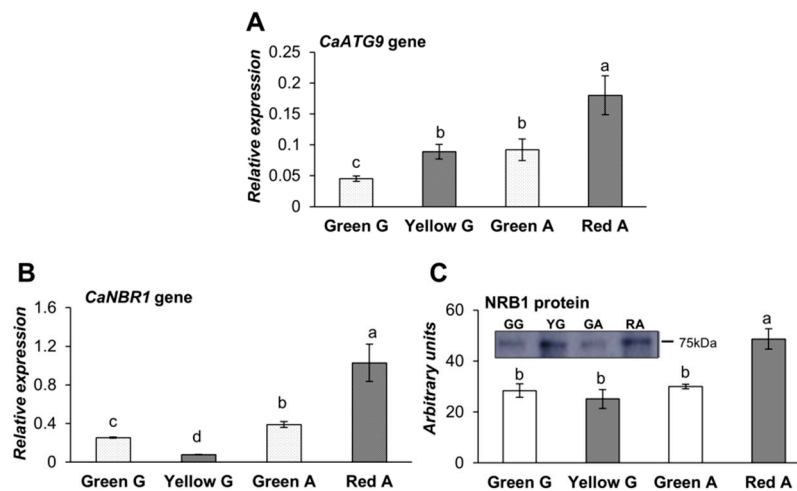 A
CaATG9 gene
Relative expression
0.25
0.2
0.15
0.1
0.05
0
c
b
b
a
Green G Yellow G Green A Red A
B
CaNBR1 gene
Relative expression
1.6
1.2
0.8
0.4
0
c
d
b
a
Green G Yellow G Green A Red A
C
NRB1 protein
Arbitrary units
60
40
20
0
GG YG GA RA
75kDa
b
b
b
a
Green G Yellow G Green A Red A